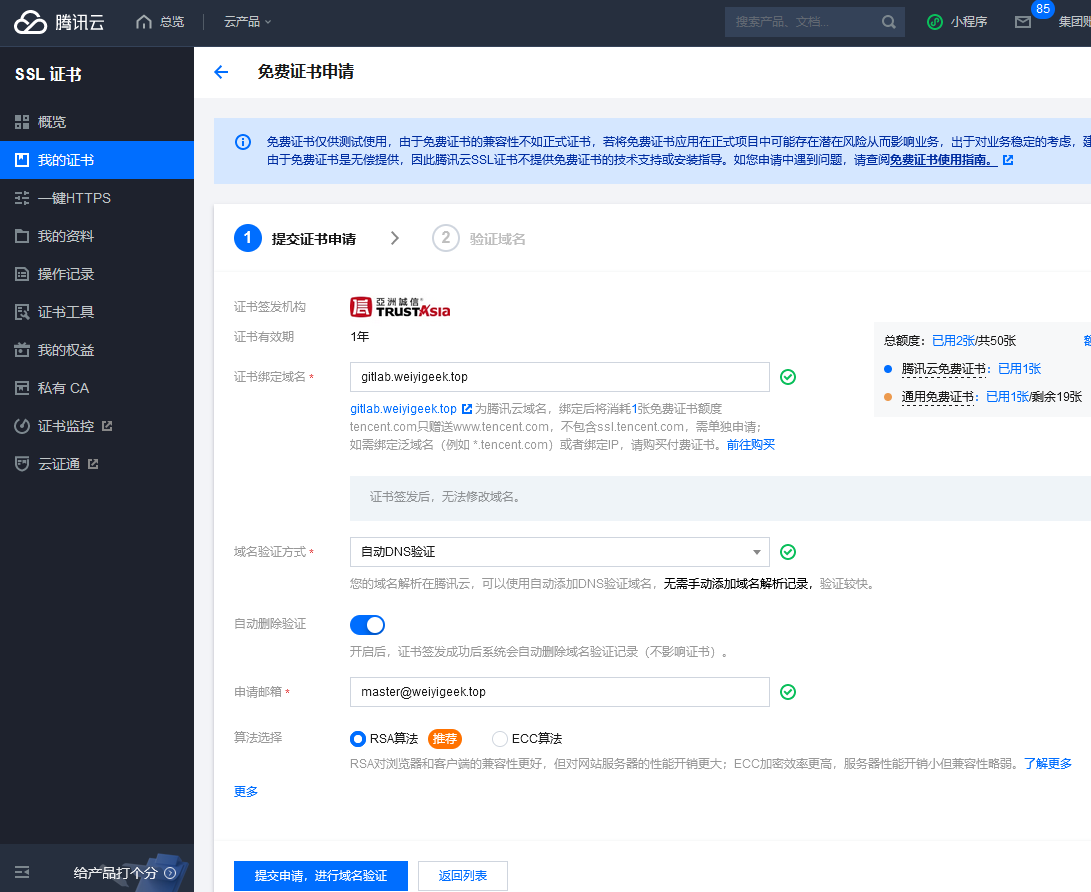 腾讯云
总览
云产品
搜索产品、文档...
小程序
85
集团账
SSL 证书
概览
我的证书
一键HTTPS
我的资料
操作记录
证书工具
我的权益
私有 CA
证书监控
云证通
给产品打个分
免费证书申请
免费证书仅供测试使用，由于免费证书的兼容性不如正式证书，若将免费证书应用在正式项目中可能存在潜在风险从而影响业务，出于对业务稳定的考虑，建
由于免费证书是无偿提供，因此腾讯云SSL证书不提供免费证书的技术支持或安装指导。如您申请中遇到问题，请查阅免费证书使用指南。
1 提交证书申请
2 验证域名
证书签发机构
亞洲誠信
TRUSTAsia
证书有效期 1年
证书绑定域名 * gitlab.weiyigeek.top
gitlab.weiyigeek.top 为腾讯云域名，绑定后将消耗1张免费证书额度
tencent.com只赠送www.tencent.com，不包含ssl.tencent.com，需单独申请；
如需绑定泛域名（例如 *.tencent.com）或者绑定IP，请购买付费证书。前往购买
证书签发后，无法修改域名。
总额度：已用2张/共50张
腾讯云免费证书：已用1张
通用免费证书：已用1张/剩余19张
域名验证方式 * 自动DNS验证
您的域名解析在腾讯云，可以使用自动添加DNS验证域名，无需手动添加域名解析记录，验证较快。
自动删除验证
开启后，证书签发成功后系统会自动删除域名验证记录（不影响证书）。
申请邮箱 * master@weiyigeek.top
算法选择 RSA算法 推荐 ECC算法
RSA对浏览器和客户端的兼容性更好，但对网站服务器的性能开销更大；ECC加密效率更高，服务器性能开销小但兼容性略弱。了解更多
更多
提交申请，进行域名验证
返回列表